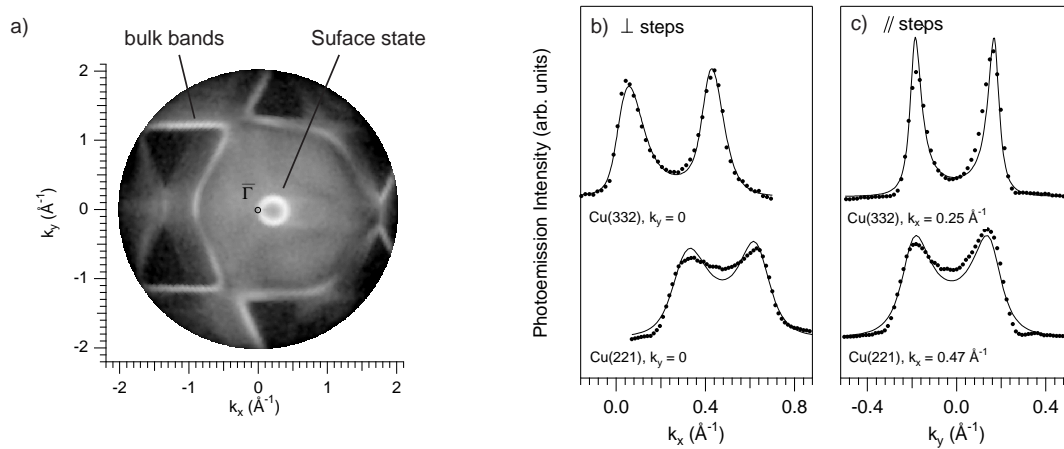 a)
bulk bands
Suface state
2
1
0
-1
-2
k_y (Å⁻¹)
Γ̅
-2 -1 0 1 2
k_x (Å⁻¹)
Photoemission Intensity (arb. units)
b) ⊥ steps
Cu(332), k_y = 0
Cu(221), k_y = 0
0.0 0.4 0.8
k_x (Å⁻¹)
c) // steps
Cu(332), k_x = 0.25 Å⁻¹
Cu(221), k_x = 0.47 Å⁻¹
-0.4 0.0 0.4
k_y (Å⁻¹)